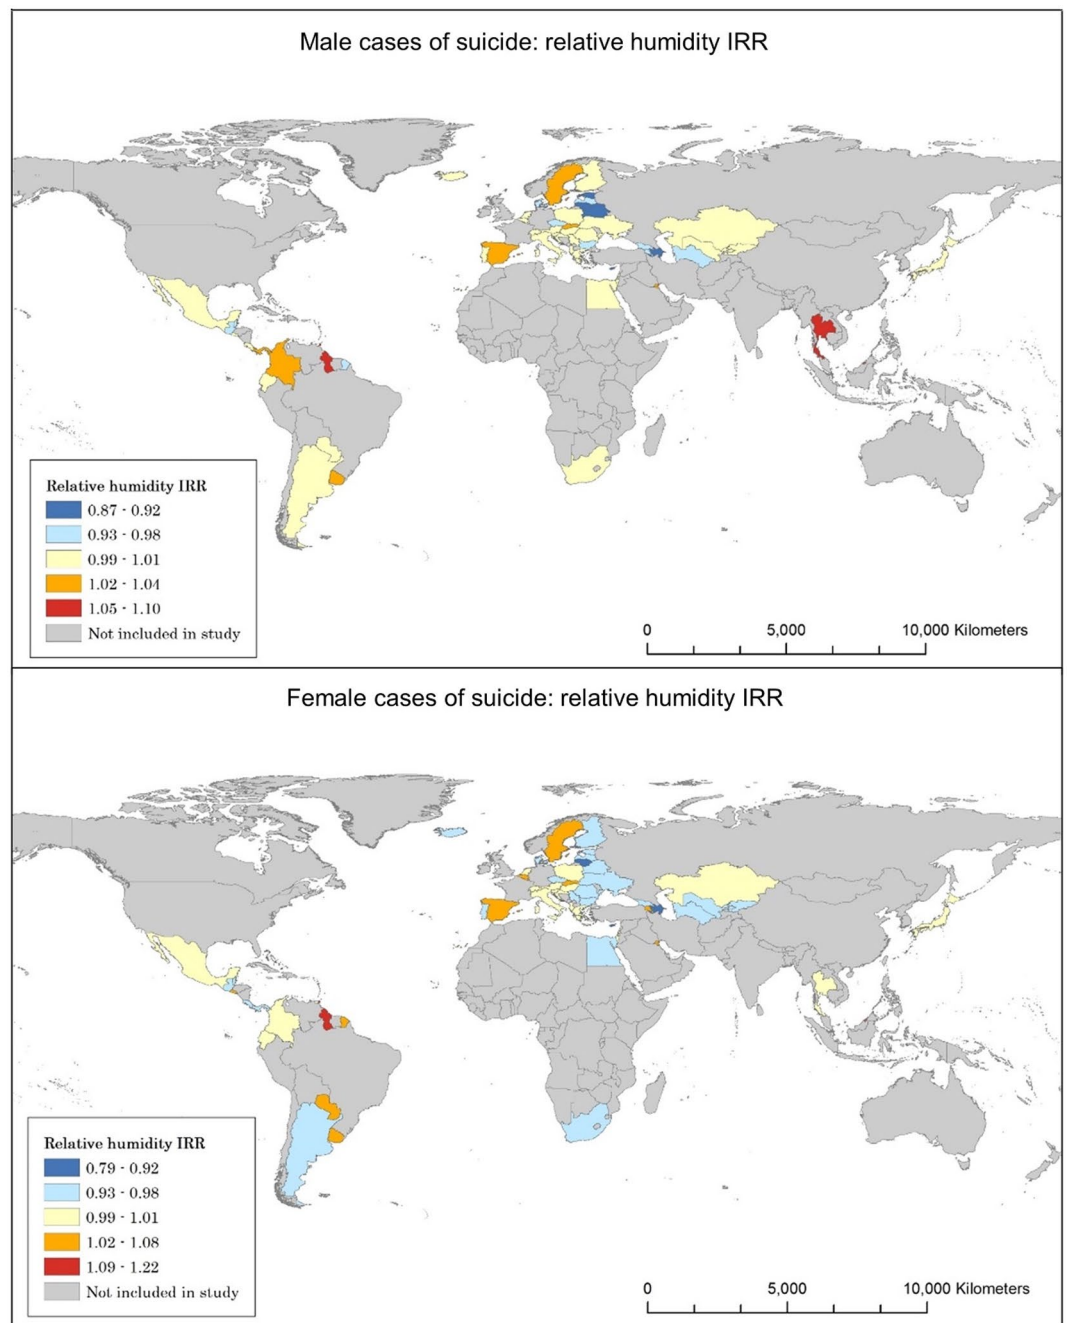 Male cases of suicide: relative humidity IRR
Relative humidity IRR
0.87 - 0.92
0.93 - 0.98
0.99 - 1.01
1.02 - 1.04
1.05 - 1.10
Not included in study
0 5,000 10,000 Kilometers
Female cases of suicide: relative humidity IRR
Relative humidity IRR
0.79 - 0.92
0.93 - 0.98
0.99 - 1.01
1.02 - 1.08
1.09 - 1.22
Not included in study
0 5,000 10,000 Kilometers